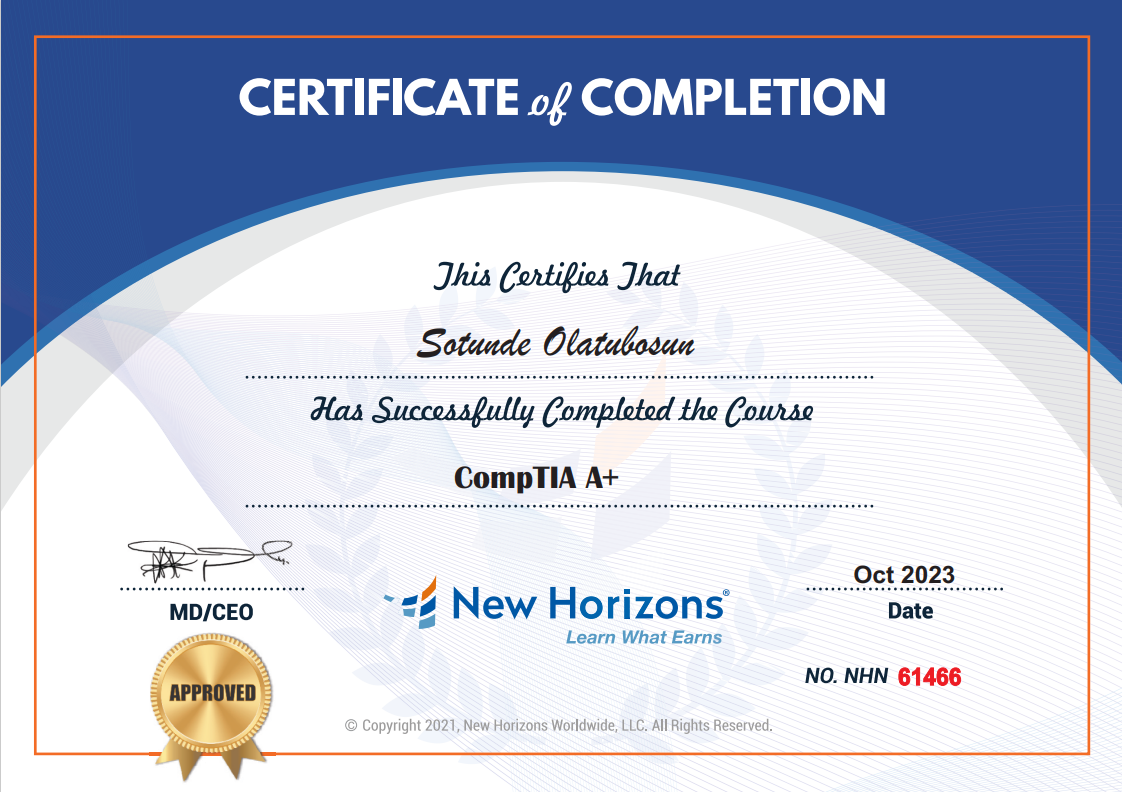 CERTIFICATE of COMPLETION
This Certifies That
Sotunde Olatubosun
Has Successfully Completed the Course
CompTIA A+
MD/CEO
APPROVED
New Horizons®
Learn What Earns
Oct 2023
Date
NO. NHN 61466
© Copyright 2021, New Horizons Worldwide, LLC. All Rights Reserved.